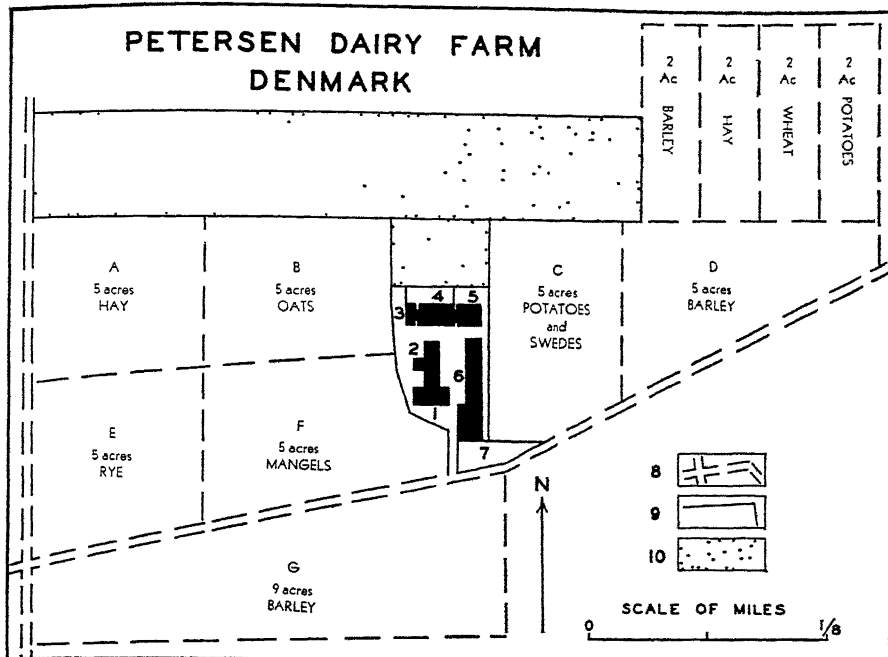 PETERSEN DAIRY FARM
DENMARK
2
Ac
BARLEY
2
Ac
HAY
2
Ac
WHEAT
2
Ac
POTATOES
A
5 acres
HAY
B
5 acres
OATS
C
5 acres
POTATOES
and
SWEDES
D
5 acres
BARLEY
3
4
5
2
6
7
E
5 acres
RYE
F
5 acres
MANGELS
G
9 acres
BARLEY
N
8
9
10
SCALE OF MILES
0
1/8